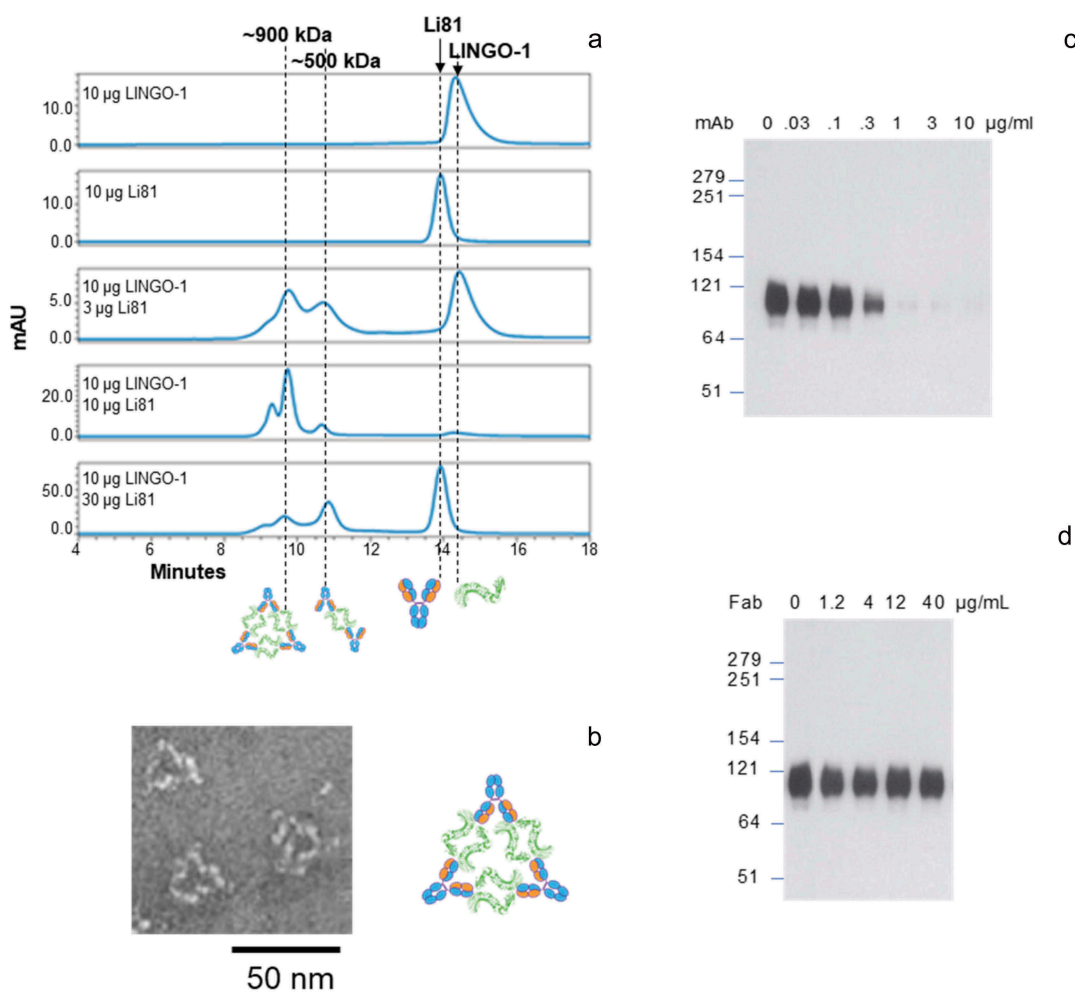 ~900 kDa
~500 kDa
Li81
LINGO-1
a
mAU
10 µg LINGO-1
10.0
0.0
10 µg Li81
10.0
0.0
10 µg LINGO-1
3 µg Li81
5.0
0.0
10 µg LINGO-1
10 µg Li81
20.0
0.0
10 µg LINGO-1
30 µg Li81
50.0
0.0
4 6 8 10 12 14 16 18
Minutes
b
50 nm
c
mAb 0 .03 .1 .3 1 3 10 µg/ml
279
251
154
121
64
51
d
Fab 0 1.2 4 12 40 µg/mL
279
251
154
121
64
51